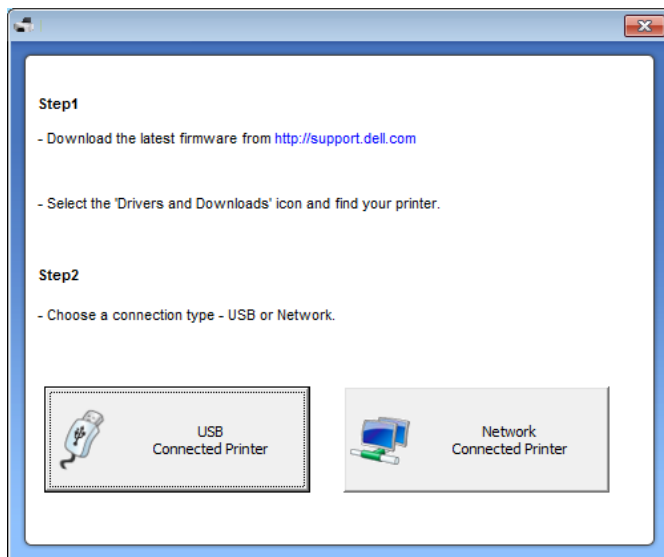 Step1
- Download the latest firmware from http://support.dell.com
- Select the 'Drivers and Downloads' icon and find your printer.
Step2
- Choose a connection type - USB or Network.
USB
Connected Printer
Network
Connected Printer